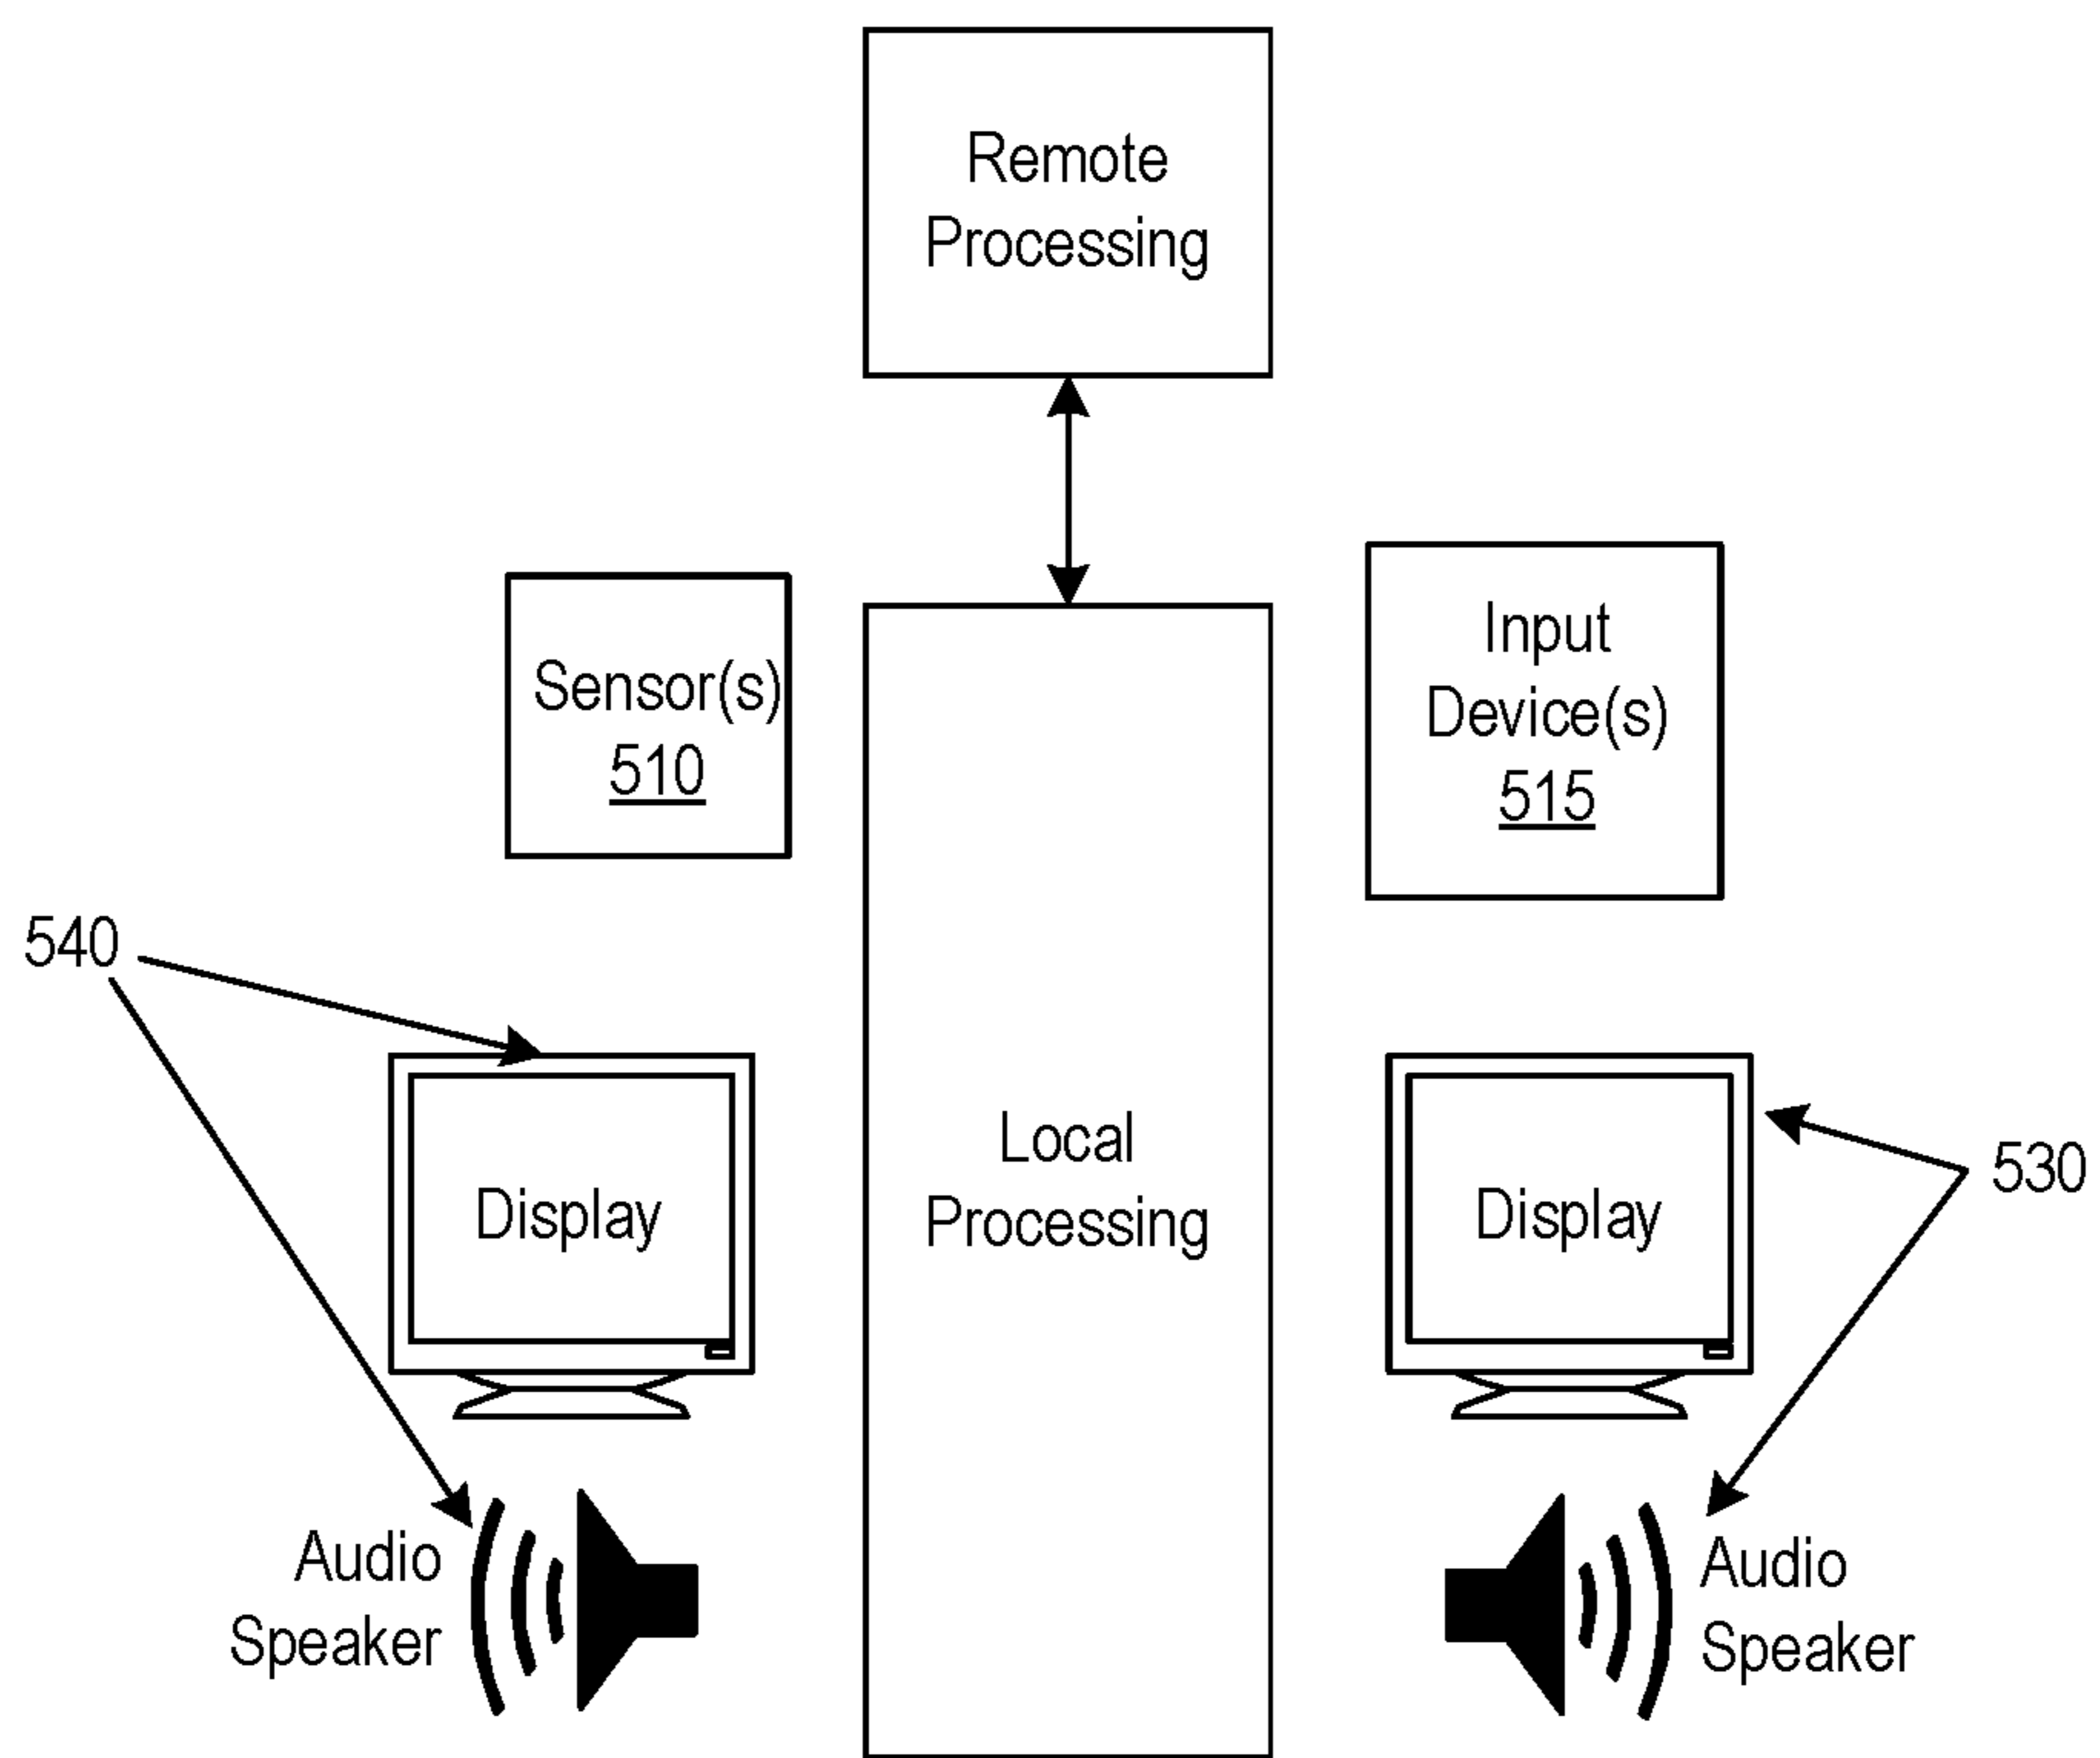 Remote
Processing
Sensor(s)
510
Input
Device(s)
515
540
Display
Local
Processing
Display
530
Audio
Speaker
Audio
Speaker